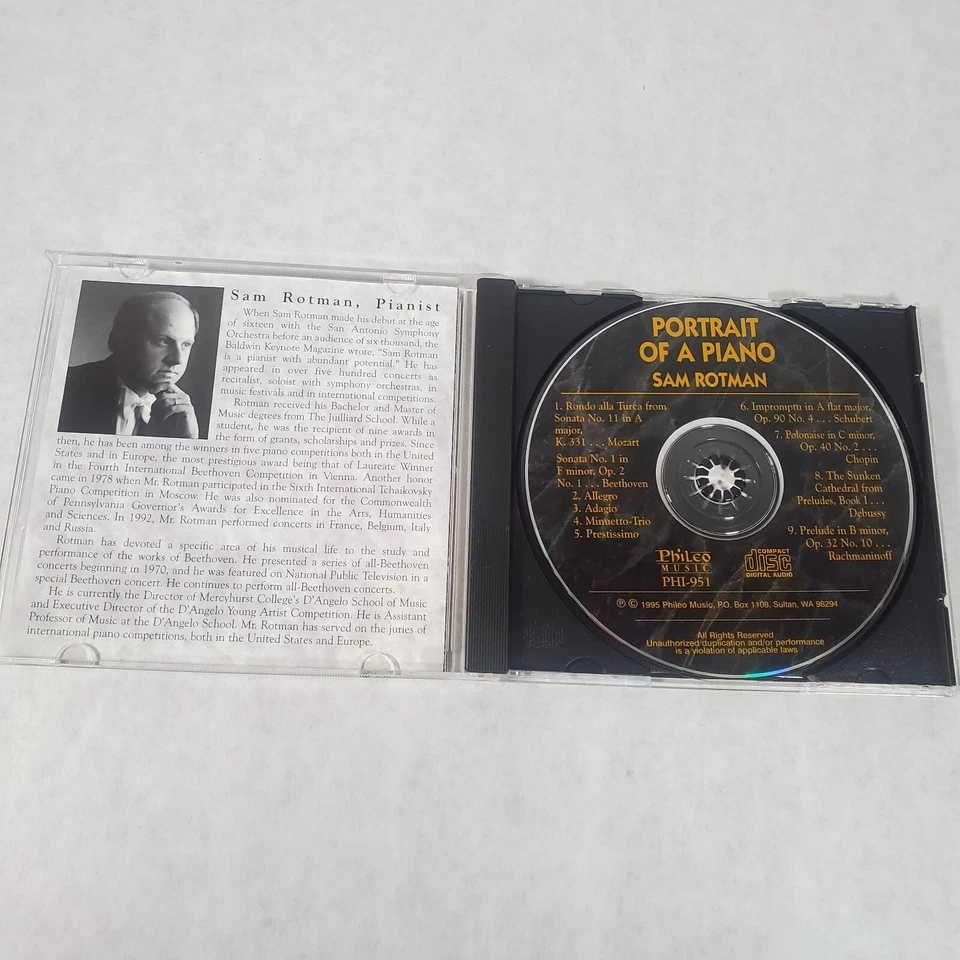 Sam Rotman, Pianist
When Sam Rotman made his debut at the age
of sixteen with the San Antonio Symphony
Orchestra before an audience of six thousand, the
Baldwin Keynote Magazine wrote, "Sam Rotman
is a pianist with abundant potential." He has
appeared in over five hundred concerts as
recitalist, soloist with symphony orchestras, in
music festivals and in international competitions.
Rotman received his Bachelor and Master of
Music degrees from The Juilliard School. While a
student, he was the recipient of nine awards in
the form of grants, scholarships and prizes. Since
then, he has been among the winners in five piano competitions both in the United
States and in Europe, the most prestigious award being that of Laureate Winner
in the Fourth International Beethoven Competition in Vienna. Another honor
came in 1978 when Mr. Rotman participated in the Sixth International Tchaikovsky
Piano Competition in Moscow. He was also nominated for the Commonwealth
of Pennsylvania Governor's Awards for Excellence in the Arts, Humanities
and Sciences. In 1992, Mr. Rotman performed concerts in France, Belgium, Italy
and Russia.
Rotman has devoted a specific area of his musical life to the study and
performance of the works of Beethoven. He presented a series of all-Beethoven
concerts beginning in 1970, and he was featured on National Public Television in a
special Beethoven concert. He continues to perform all-Beethoven concerts.
He is currently the Director of Mercyhurst College's D'Angelo School of Music
and Executive Director of the D'Angelo Young Artist Competition. He is Assistant
Professor of Music at the D'Angelo School. Mr. Rotman has served on the juries of
international piano competitions, both in the United States and Europe.
PORTRAIT
OF A PIANO
SAM ROTMAN
1. Rondo alla Turca from
Sonata No. 11 in A
major,
K. 331 . . . Mozart
Sonata No. 1 in
F minor, Op. 2
No. 1 . . . Beethoven
2. Allegro
3. Adagio
4. Minuetto-Trio
5. Prestissimo
6. Impromptu in A flat major,
Op. 90 No. 4 . . . Schubert
7. Polonaise in C minor,
Op. 40 No. 2 . . .
Chopin
8. The Sunken
Cathedral from
Preludes, Book 1 . . .
Debussy
9. Prelude in B minor,
Op. 32 No. 10 . . .
Rachmaninoff
Phileo
MUSIC
PHI-951
COMPACT
disc
DIGITAL AUDIO
℗ © 1995 Phileo Music, P.O. Box 1108, Sultan, WA 98294
All Rights Reserved
Unauthorized duplication and/or performance
is a violation of applicable laws